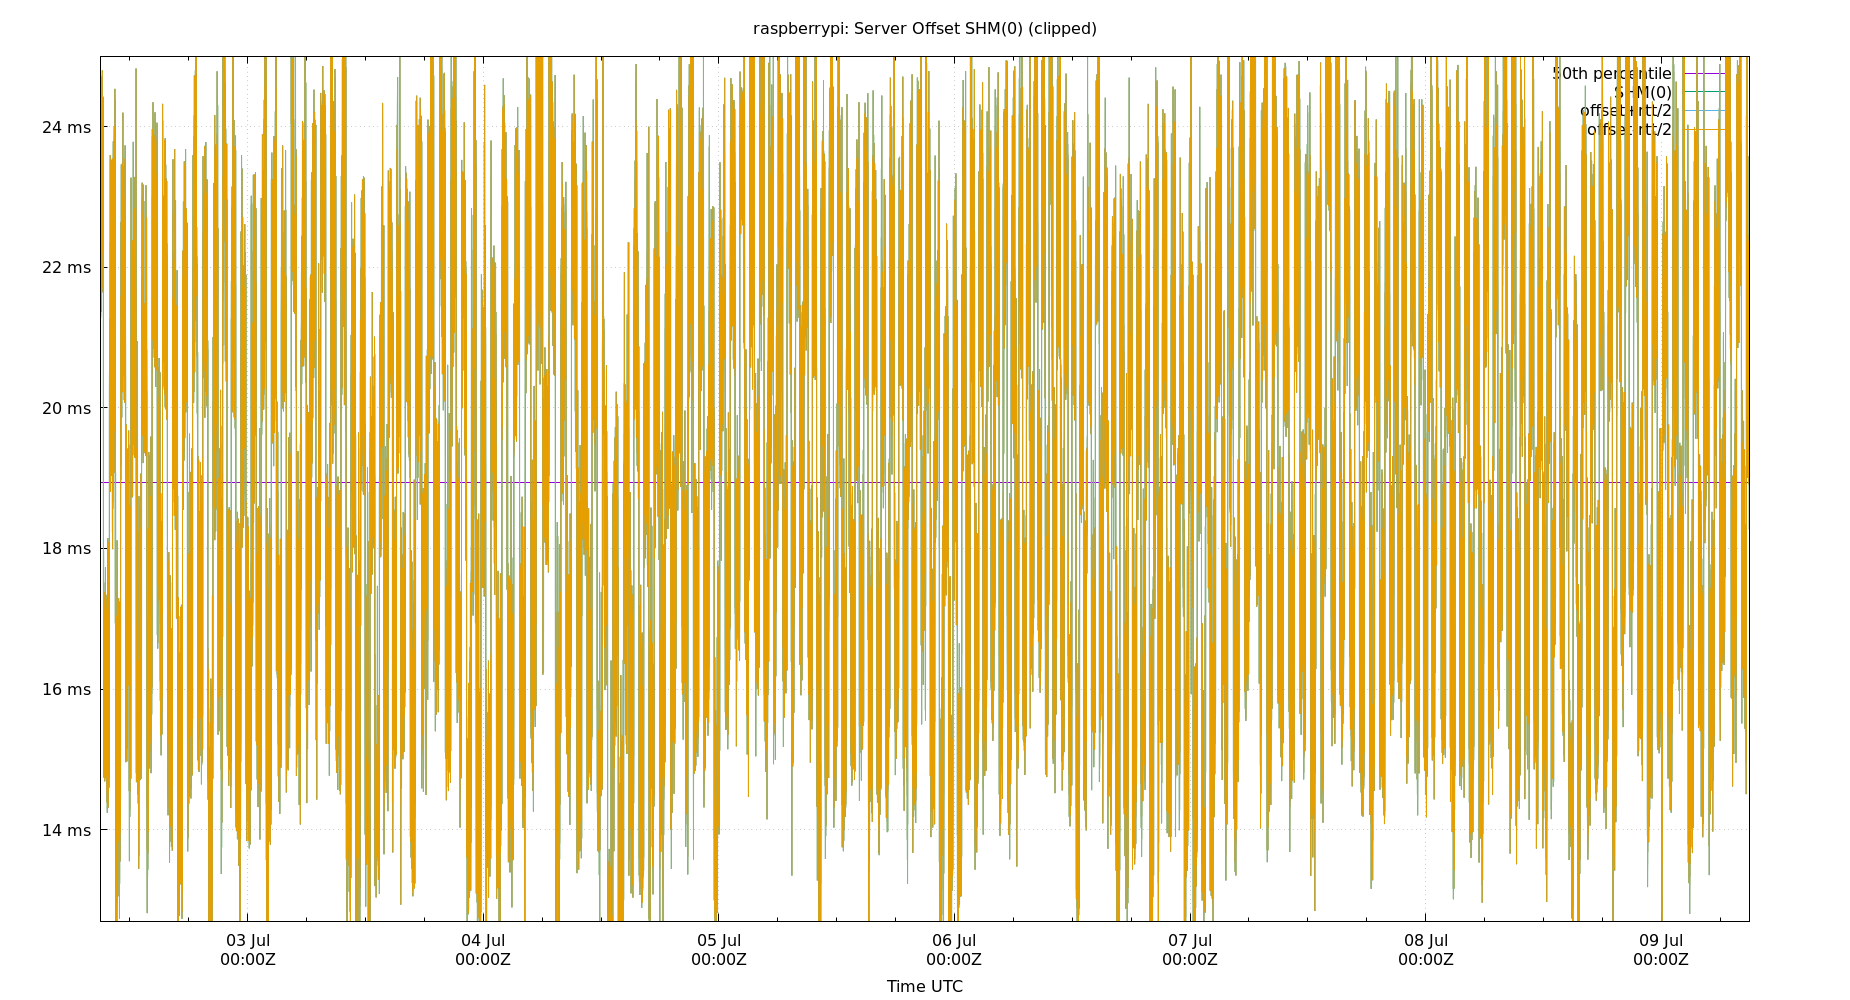 raspberrypi: Server Offset SHM(0) (clipped)
50th percentile
SHM(0)
offset+rtt/2
offset-rtt/2
24 ms
22 ms
20 ms
18 ms
16 ms
14 ms
03 Jul
00:00Z
04 Jul
00:00Z
05 Jul
00:00Z
06 Jul
00:00Z
07 Jul
00:00Z
08 Jul
00:00Z
09 Jul
00:00Z
Time UTC